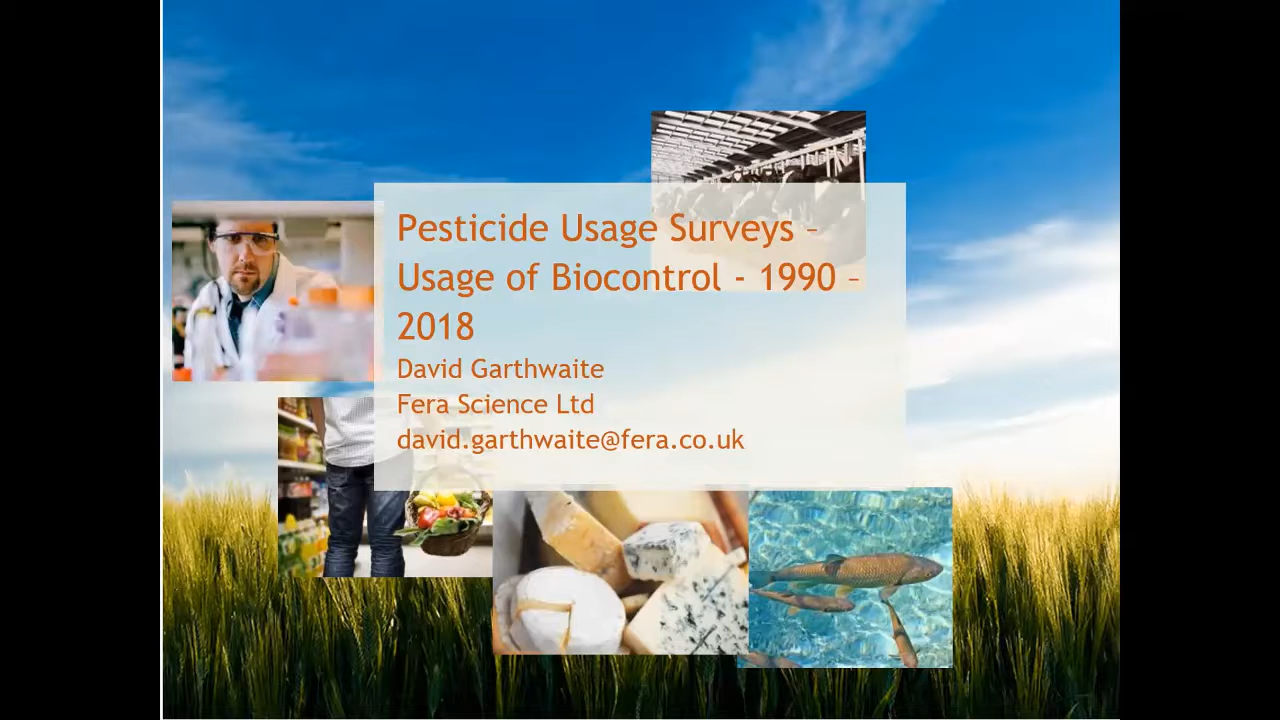 Pesticide Usage Surveys –
Usage of Biocontrol - 1990 –
2018
David Garthwaite
Fera Science Ltd
david.garthwaite@fera.co.uk